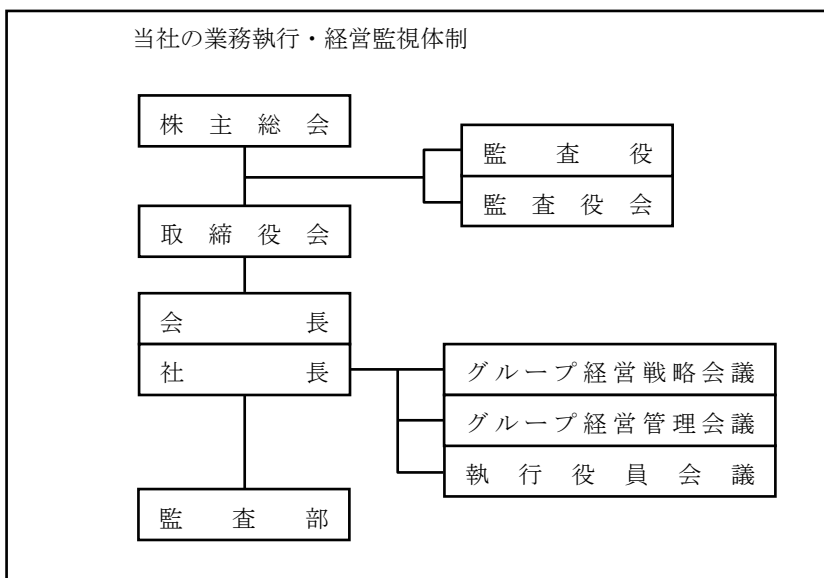 当社の業務執行・経営監視体制
株主総会
監査役
監査役会
取締役会
会長
社長
グループ経営戦略会議
グループ経営管理会議
執行役員会議
監査部